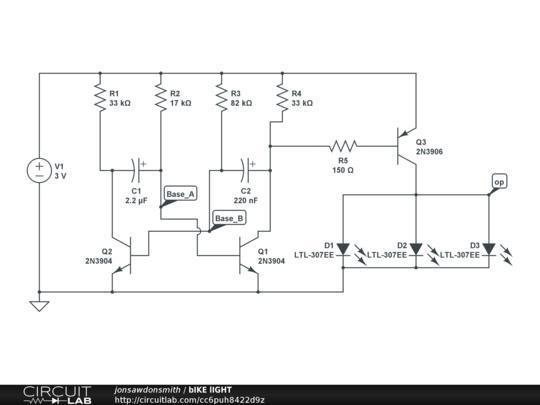 R1
33 kΩ
R2
17 kΩ
R3
82 kΩ
R4
33 kΩ
Q3
2N3906
V1
3 V
+
-
C1
2.2 μF
+
C2
220 nF
+
R5
150 Ω
Base_A
Base_B
op
Q2
2N3904
Q1
2N3904
D1
LTL-307EE
D2
LTL-307EE
D3
LTL-307EE
CIRCUIT
LAB
jonsawdonsmith / bIKE lIGHT
http://circuitlab.com/cc6puh8422d9z